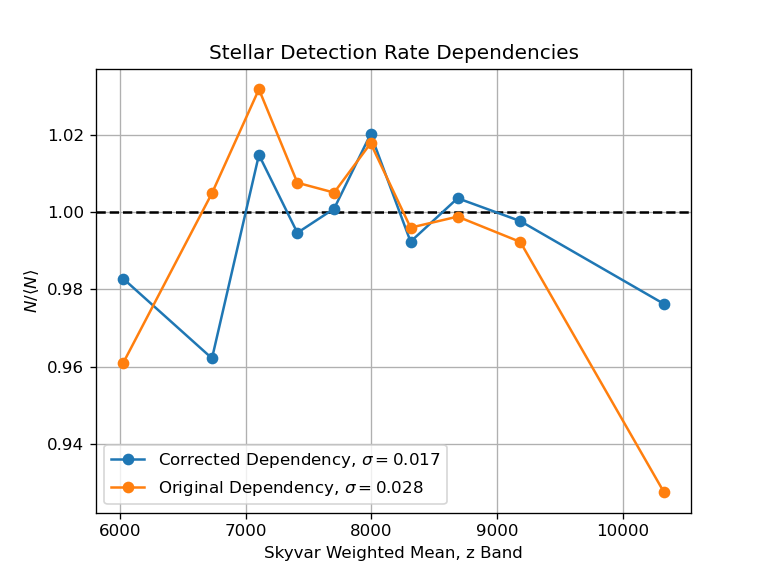 Stellar Detection Rate Dependencies
N/⟨N⟩
1.02
1.00
0.98
0.96
0.94
Corrected Dependency, σ = 0.017
Original Dependency, σ = 0.028
6000 7000 8000 9000 10000
Skyvar Weighted Mean, z Band